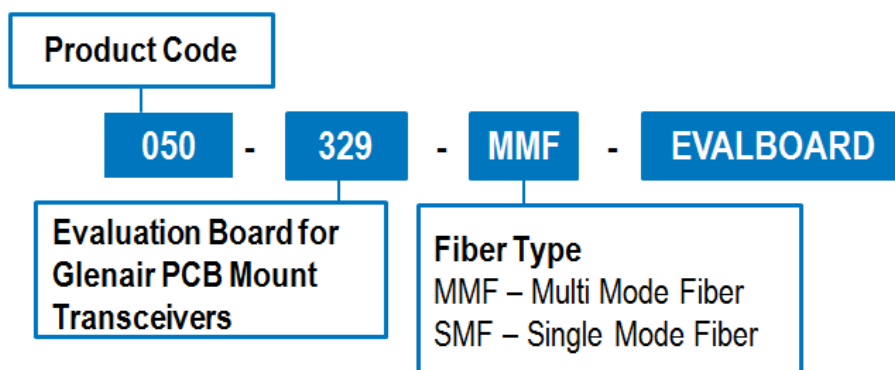 Product Code
050 - 329 - MMF - EVALBOARD
Evaluation Board for
Glenair PCB Mount
Transceivers
Fiber Type
MMF – Multi Mode Fiber
SMF – Single Mode Fiber